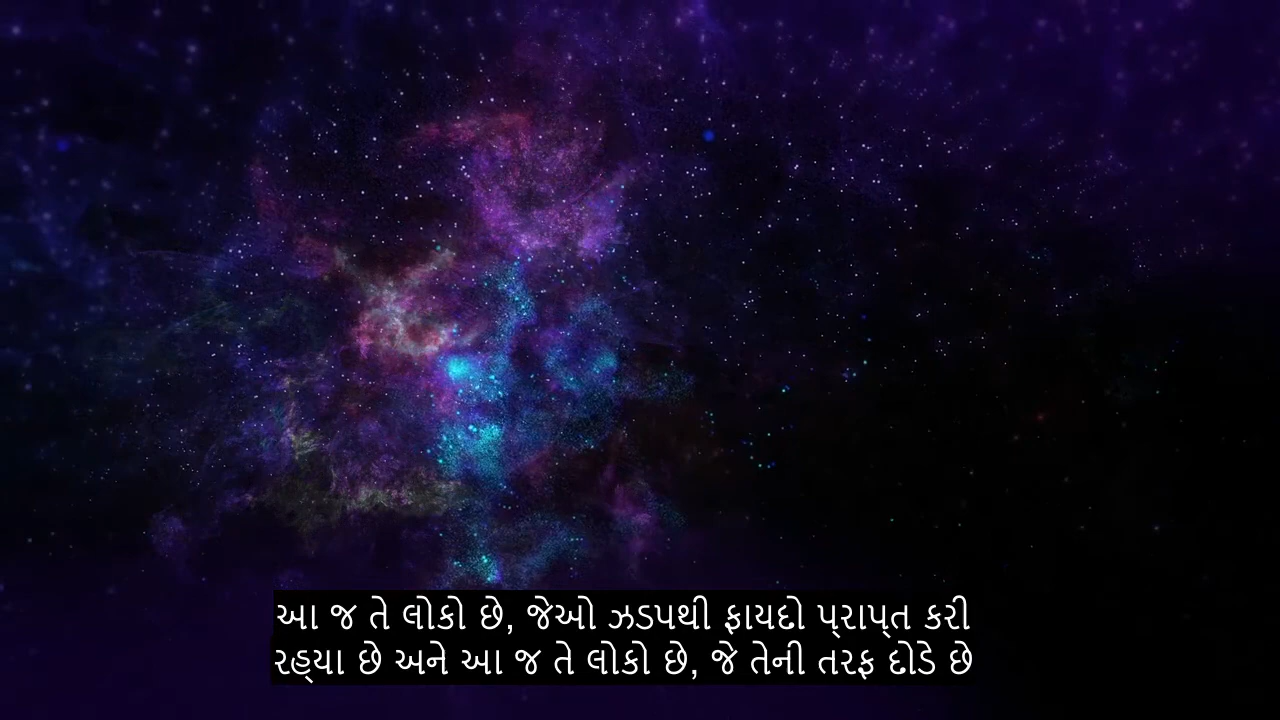 આ જ તે લોકો છે, જેઓ ઝડપથી ફાયદો પ્રાપ્ત કરી
રહ્યા છે અને આ જ તે લોકો છે, જે તેની તરફ દોડે છે